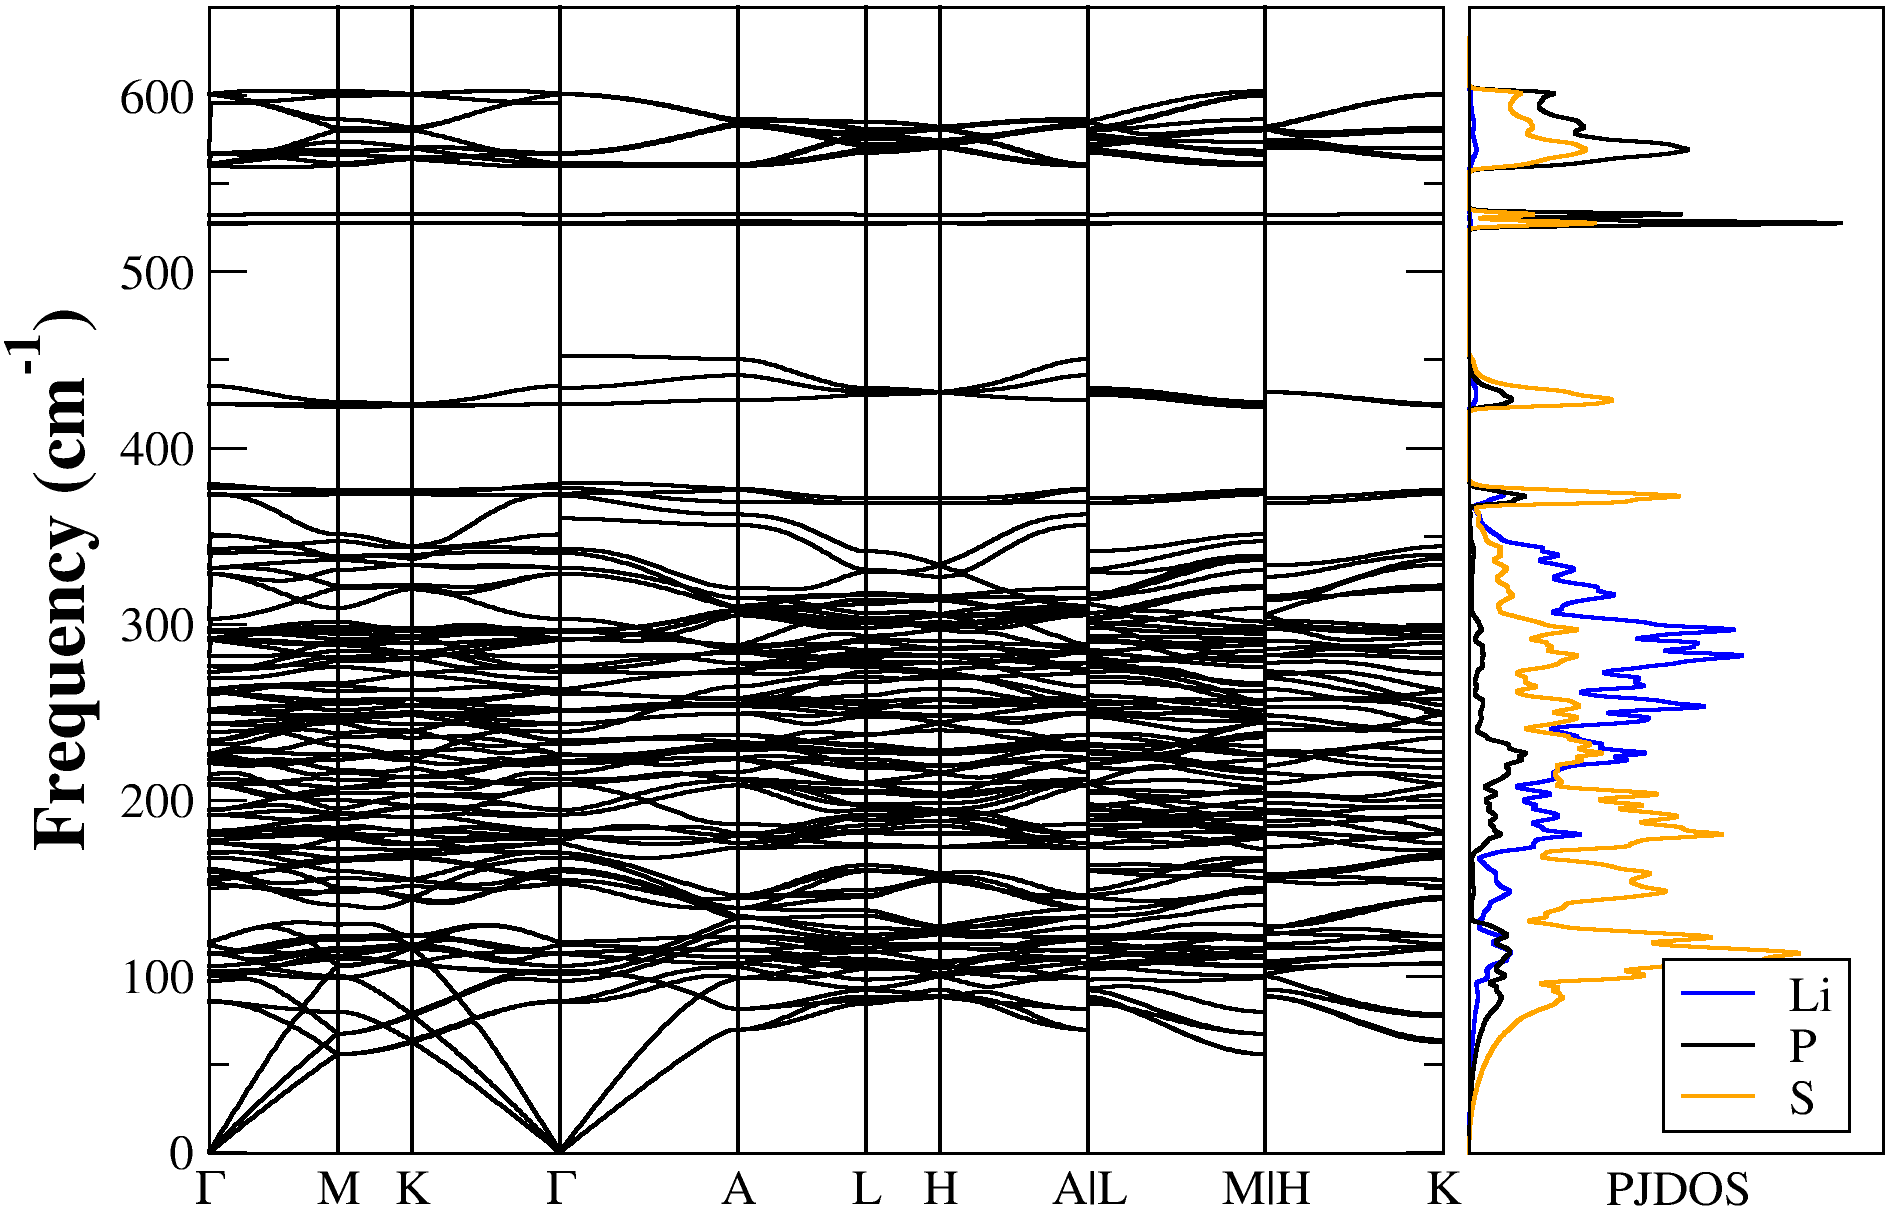 Frequency (cm⁻¹)
600
500
400
300
200
100
0
Γ M K Γ A L H A|L M|H K
Li
P
S
PJDOS